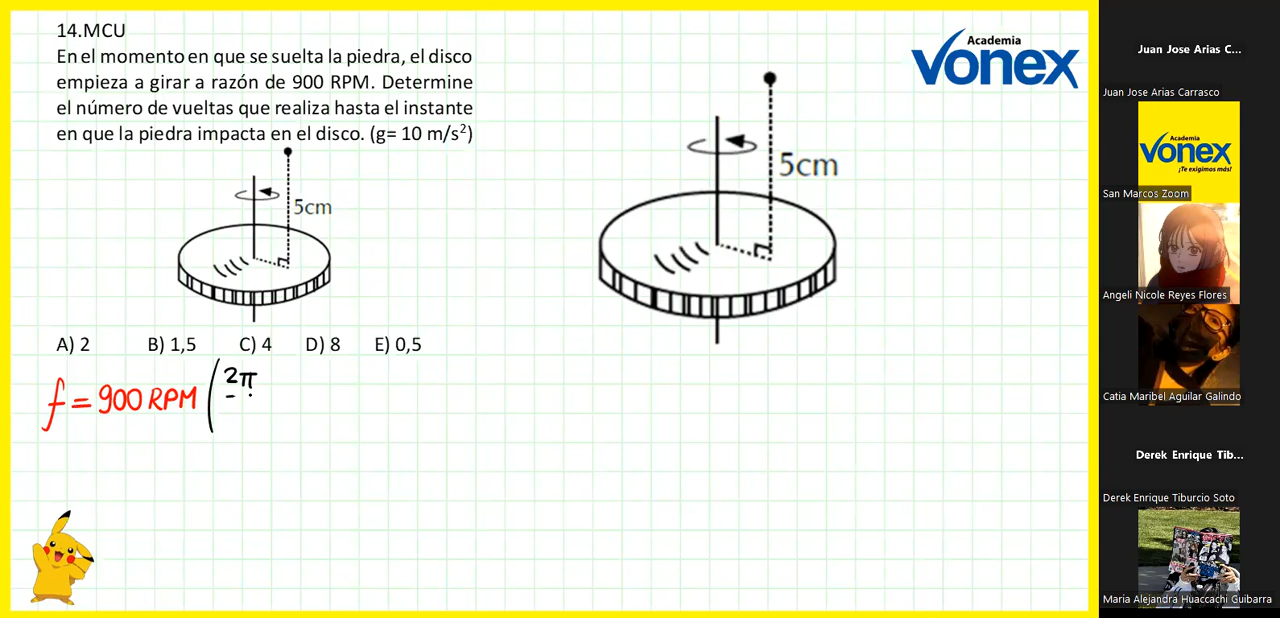 14.MCU
En el momento en que se suelta la piedra, el disco
empieza a girar a razón de 900 RPM. Determine
el número de vueltas que realiza hasta el instante
en que la piedra impacta en el disco. (g= 10 m/s²)
5cm
A) 2 B) 1,5 C) 4 D) 8 E) 0,5
f = 900 RPM ( 2π
Academia
Vonex
5cm
Juan Jose Arias C...
Juan Jose Arias Carrasco
Academia
Vonex
¡Te exigimos más!
San Marcos Zoom
Angeli Nicole Reyes Flores
Catia Maribel Aguilar Galindo
Derek Enrique Tib...
Derek Enrique Tiburcio Soto
Maria Alejandra Huaccachi Guibarra